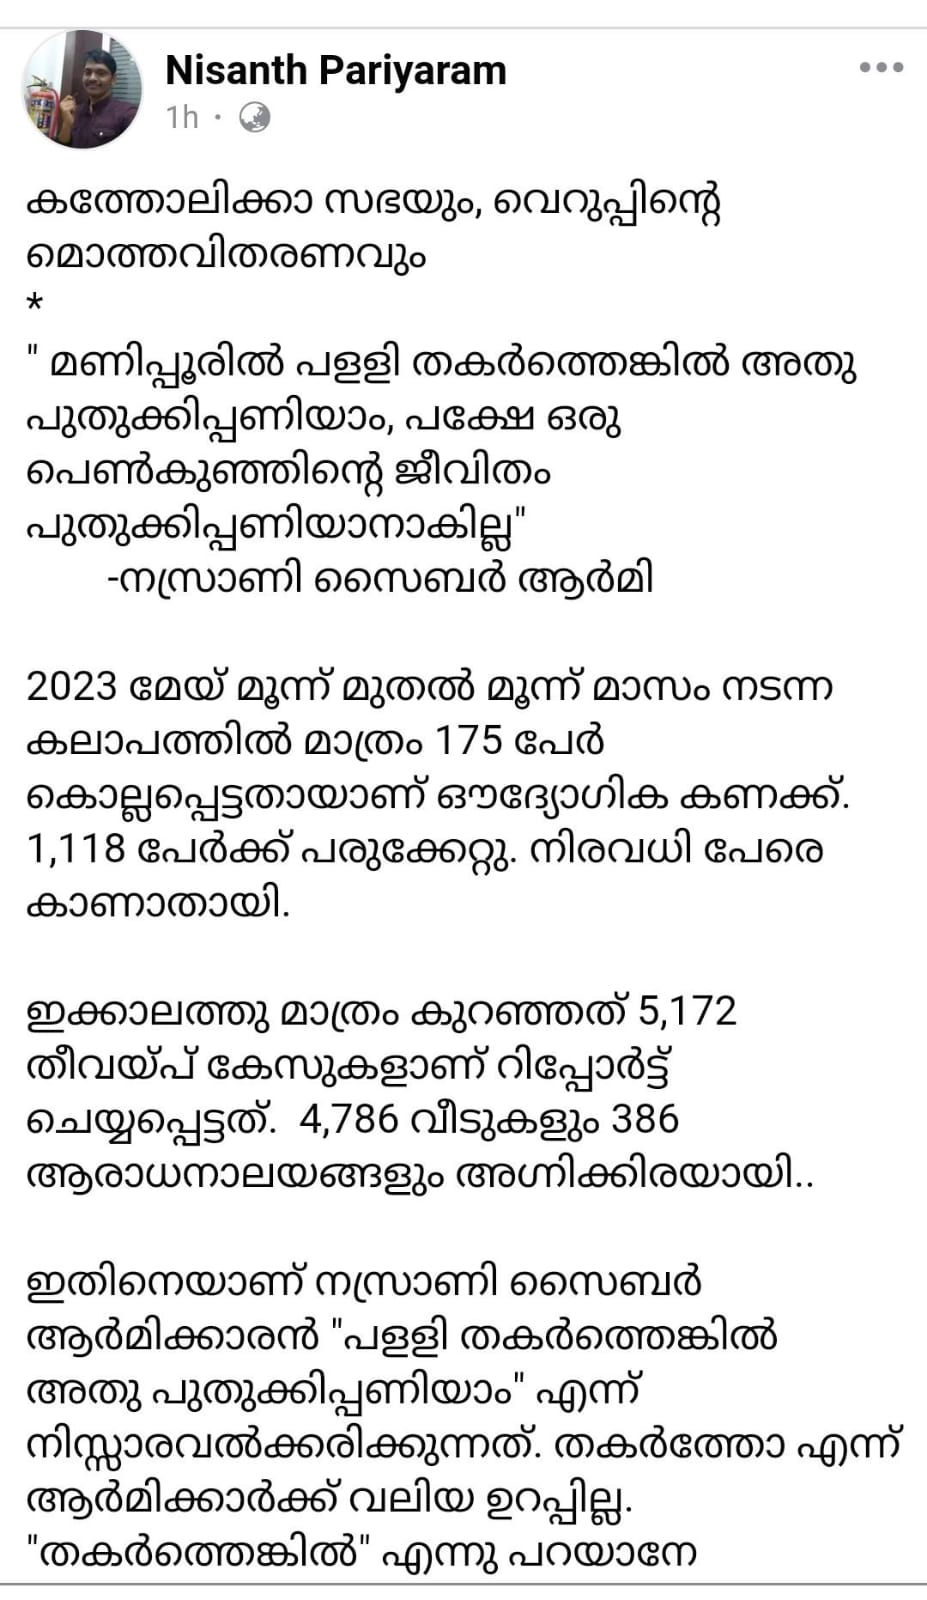 Nisanth Pariyaram
1h ·
കത്തോലിക്കാ സഭയും, വെറുപ്പിന്റെ
മൊത്തവിതരണവും
*
" മണിപ്പൂരിൽ പളളി തകർത്തെങ്കിൽ അതു
പുതുക്കിപ്പണിയാം, പക്ഷേ ഒരു
പെൺകുഞ്ഞിന്റെ ജീവിതം
പുതുക്കിപ്പണിയാനാകില്ല"
-നസ്രാണി സൈബർ ആർമി
2023 മേയ് മൂന്ന് മുതൽ മൂന്ന് മാസം നടന്ന
കലാപത്തിൽ മാത്രം 175 പേർ
കൊല്ലപ്പെട്ടതായാണ് ഔദ്യോഗിക കണക്ക്.
1,118 പേർക്ക് പരുക്കേറ്റു. നിരവധി പേരെ
കാണാതായി.
ഇക്കാലത്തു മാത്രം കുറഞ്ഞത് 5,172
തീവയ്പ് കേസുകളാണ് റിപ്പോർട്ട്
ചെയ്യപ്പെട്ടത്.  4,786 വീടുകളും 386
ആരാധനാലയങ്ങളും അഗ്നിക്കിരയായി..
ഇതിനെയാണ് നസ്രാണി സൈബർ
ആർമിക്കാരൻ "പളളി തകർത്തെങ്കിൽ
അതു പുതുക്കിപ്പണിയാം" എന്ന്
നിസ്സാരവൽക്കരിക്കുന്നത്. തകർത്തോ എന്ന്
ആർമിക്കാർക്ക് വലിയ ഉറപ്പില്ല.
"തകർത്തെങ്കിൽ" എന്നു പറയാനേ